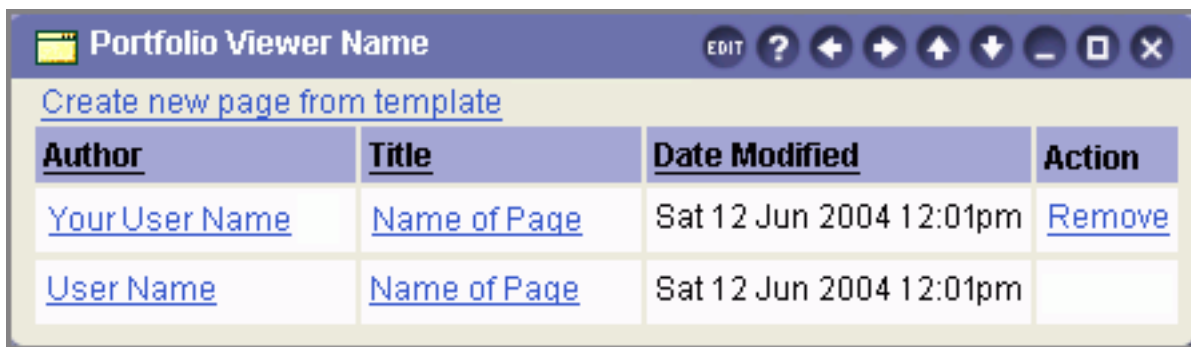 Portfolio Viewer Name EDIT ?
Create new page from template
Author Title Date Modified Action
Your User Name Name of Page Sat 12 Jun 2004 12:01pm Remove
User Name Name of Page Sat 12 Jun 2004 12:01pm